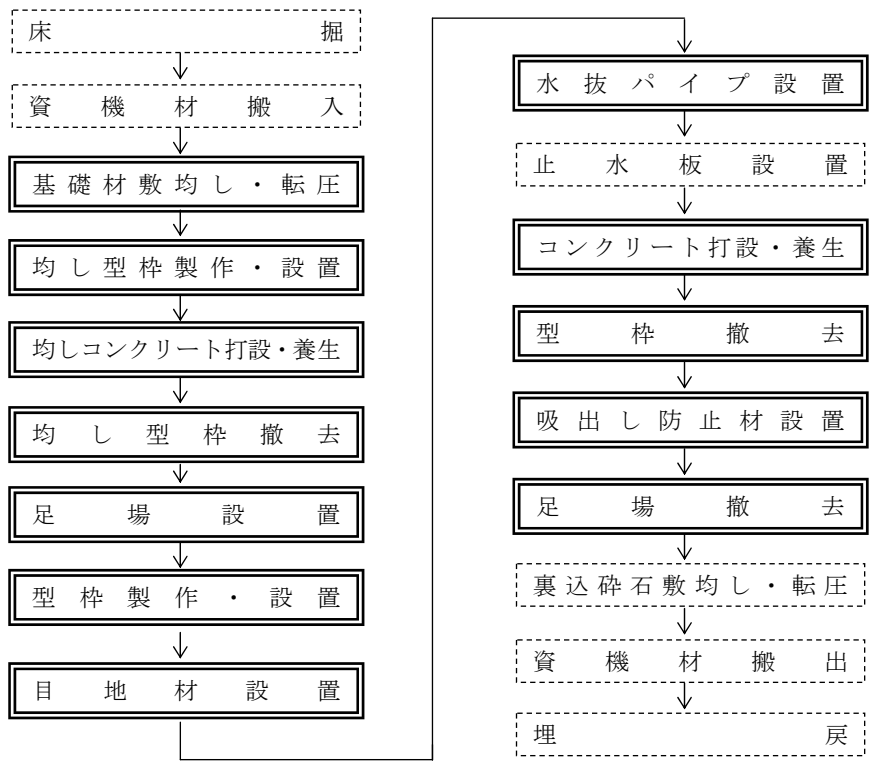 床掘
資機材搬入
基礎材敷均し・転圧
均し型枠製作・設置
均しコンクリート打設・養生
均し型枠撤去
足場設置
型枠製作・設置
目地材設置
水抜パイプ設置
止水板設置
コンクリート打設・養生
型枠撤去
吸出し防止材設置
足場撤去
裏込砕石敷均し・転圧
資機材搬出
埋戻